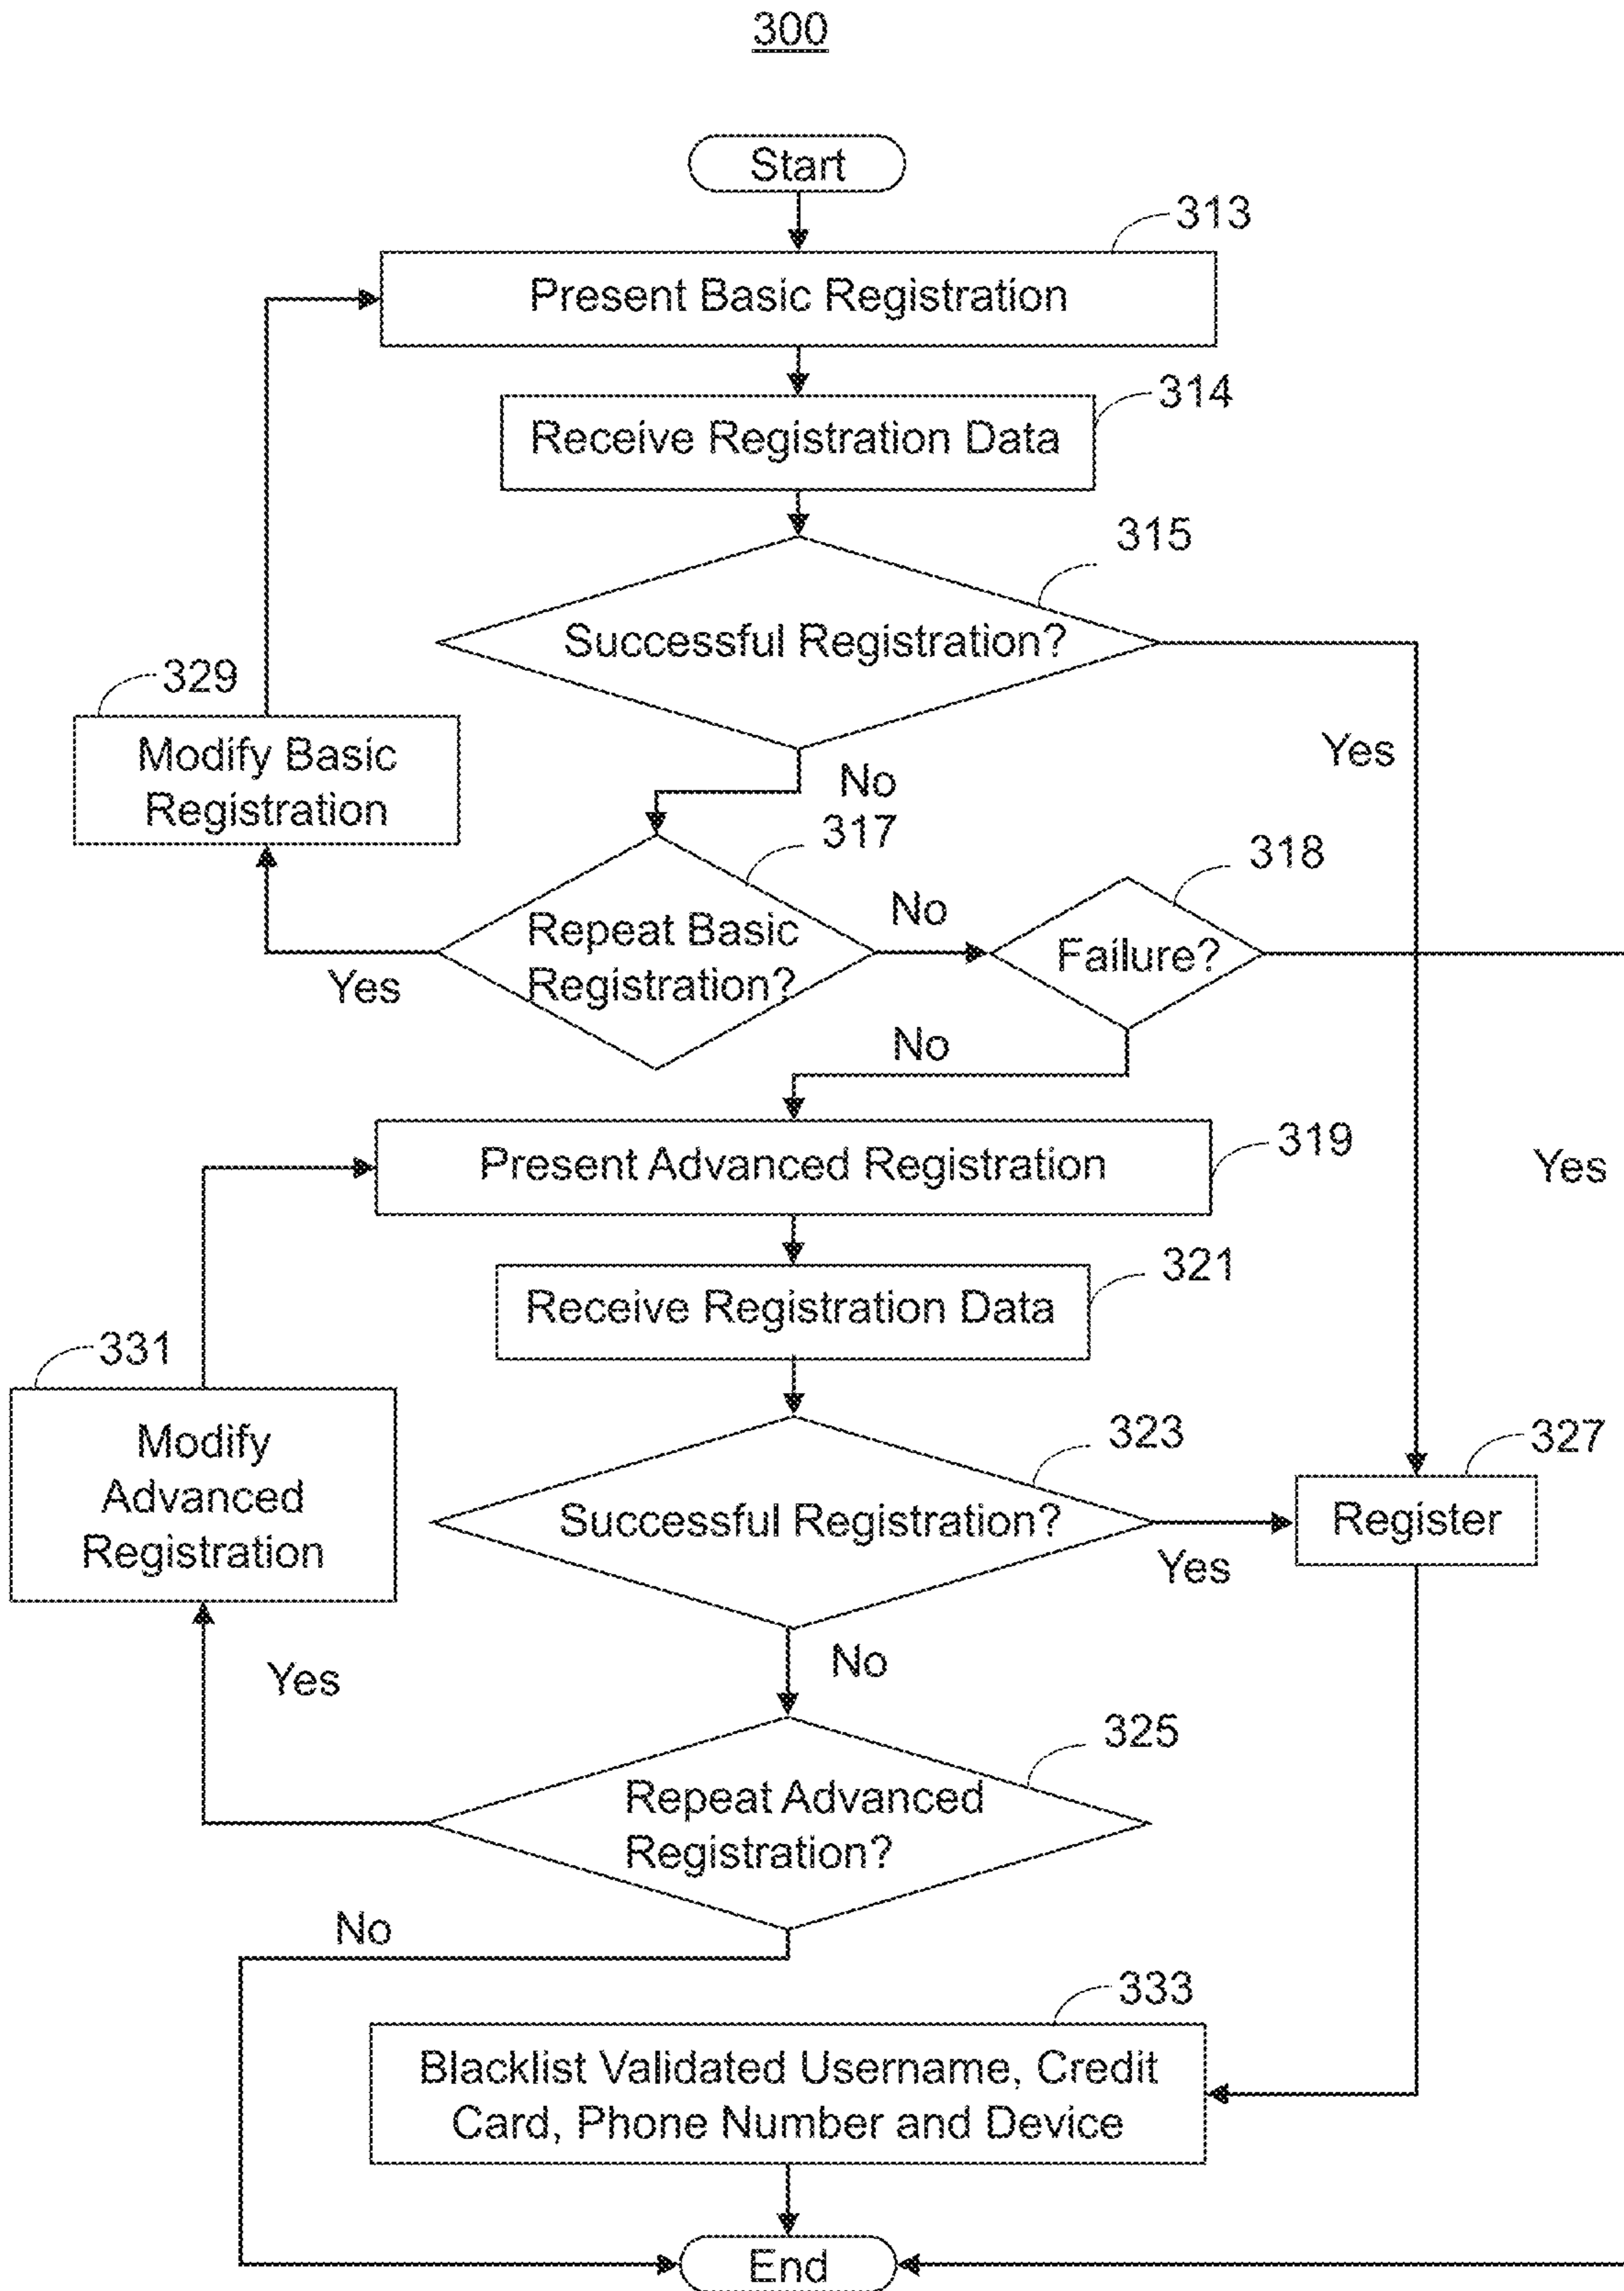 300
Start
313
Present Basic Registration
314
Receive Registration Data
315
Successful Registration?
329
Modify Basic
Registration
Yes
No
317
318
Repeat Basic
Registration?
No
Failure?
Yes
No
319
Present Advanced Registration
Yes
321
Receive Registration Data
331
Modify
Advanced
Registration
323
Successful Registration?
327
Register
Yes
No
Yes
325
Repeat Advanced
Registration?
No
333
Blacklist Validated Username, Credit
Card, Phone Number and Device
End